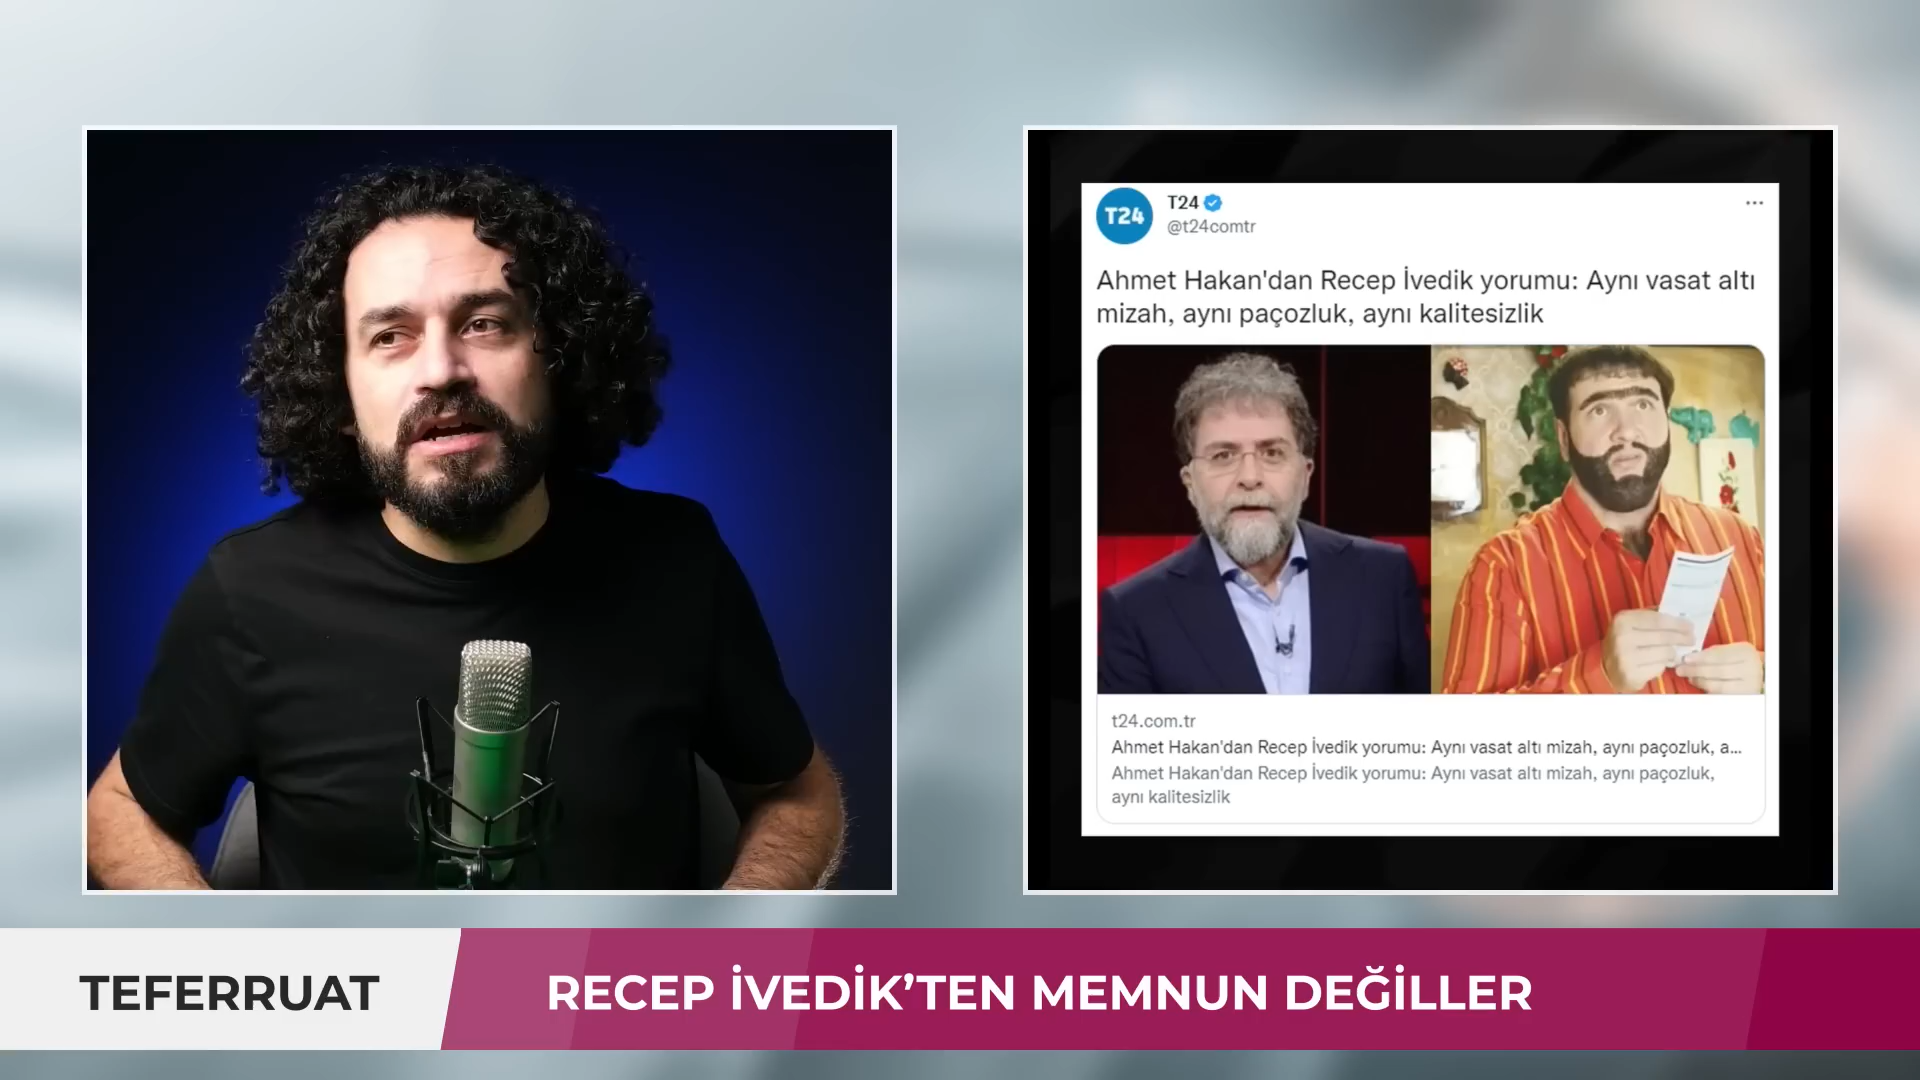 T24
T24
@t24comtr
Ahmet Hakan'dan Recep İvedik yorumu: Aynı vasat altı
mizah, aynı paçozluk, aynı kalitesizlik
t24.com.tr
Ahmet Hakan'dan Recep İvedik yorumu: Aynı vasat altı mizah, aynı paçozluk, a...
Ahmet Hakan'dan Recep İvedik yorumu: Aynı vasat altı mizah, aynı paçozluk,
aynı kalitesizlik
TEFERRUAT
RECEP İVEDİK’TEN MEMNUN DEĞİLLER